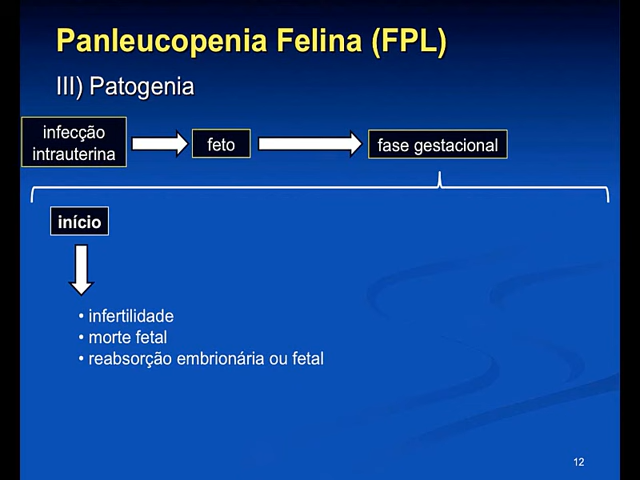 Panleucopenia Felina (FPL)
III) Patogenia
infecção
intrauterina
feto
fase gestacional
início
• infertilidade
• morte fetal
• reabsorção embrionária ou fetal
12